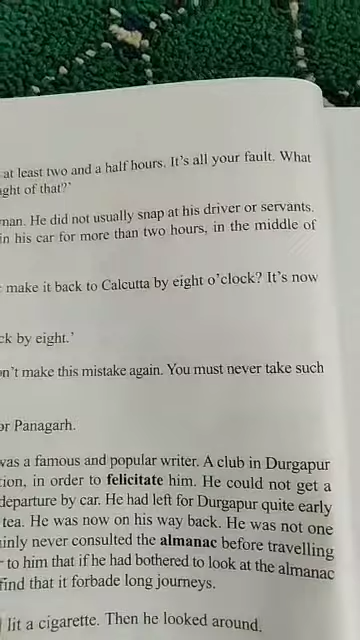 at least two and a half hours. It's all your fault. What
ght of that?'
man. He did not usually snap at his driver or servants.
in his car for more than two hours, in the middle of
make it back to Calcutta by eight o'clock? It's now
ck by eight.'
n't make this mistake again. You must never take such
or Panagarh.
was a famous and popular writer. A club in Durgapur
tion, in order to felicitate him. He could not get a
departure by car. He had left for Durgapur quite early
tea. He was now on his way back. He was not one
inly never consulted the almanac before travelling
to him that if he had bothered to look at the almanac
find that it forbade long journeys.
lit a cigarette. Then he looked around.